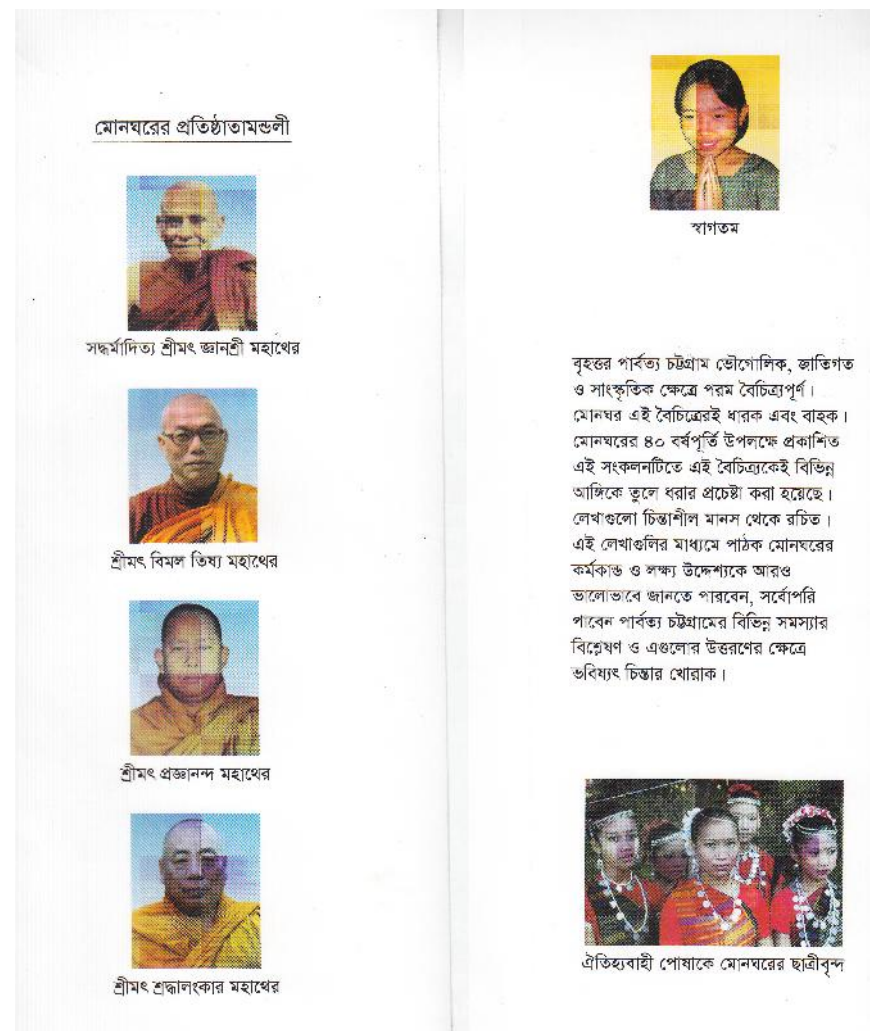 মোনঘরের প্রতিষ্ঠাতামন্ডলী
সদ্ধর্মাদিত্য শ্রীমৎ জ্ঞানশ্রী মহাথের
শ্রীমৎ বিমল তিষ্য মহাথের
শ্রীমৎ প্রজ্ঞানন্দ মহাথের
শ্রীমৎ শ্রদ্ধালংকার মহাথের
স্বাগতম
বৃহত্তর পার্বত্য চট্টগ্রাম ভৌগোলিক, জাতিগত
ও সাংস্কৃতিক ক্ষেত্রে পরম বৈচিত্র্যপূর্ণ।
মোনঘর এই বৈচিত্রেরই ধারক এবং বাহক।
মোনঘরের ৪০ বর্ষপূর্তি উপলক্ষে প্রকাশিত
এই সংকলনটিতে এই বৈচিত্র্যকেই বিভিন্ন
আঙ্গিকে তুলে ধরার প্রচেষ্টা করা হয়েছে।
লেখাগুলো চিন্তাশীল মানস থেকে রচিত।
এই লেখাগুলির মাধ্যমে পাঠক মোনঘরের
কর্মকান্ড ও লক্ষ্য উদ্দেশ্যকে আরও
ভালোভাবে জানতে পারবেন, সর্বোপরি
পাবেন পার্বত্য চট্টগ্রামের বিভিন্ন সমস্যার
বিশ্লেষণ ও এগুলোর উত্তরণের ক্ষেত্রে
ভবিষ্যৎ চিন্তার খোরাক।
ঐতিহ্যবাহী পোষাকে মোনঘরের ছাত্রীবৃন্দ